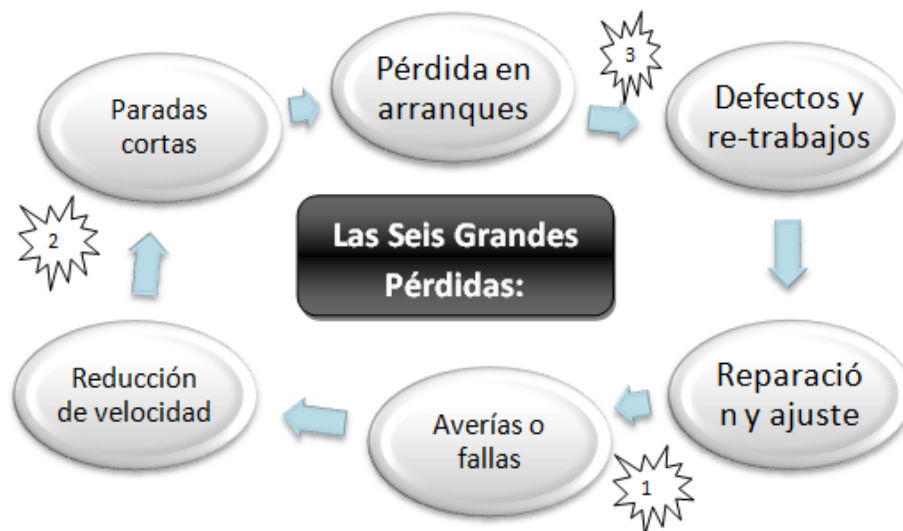 Paradas
cortas
Pérdida en
arranques
3
Defectos y
re-trabajos
Las Seis Grandes
Pérdidas:
2
Reducción
de velocidad
Averías o
fallas
Reparació
n y ajuste
1